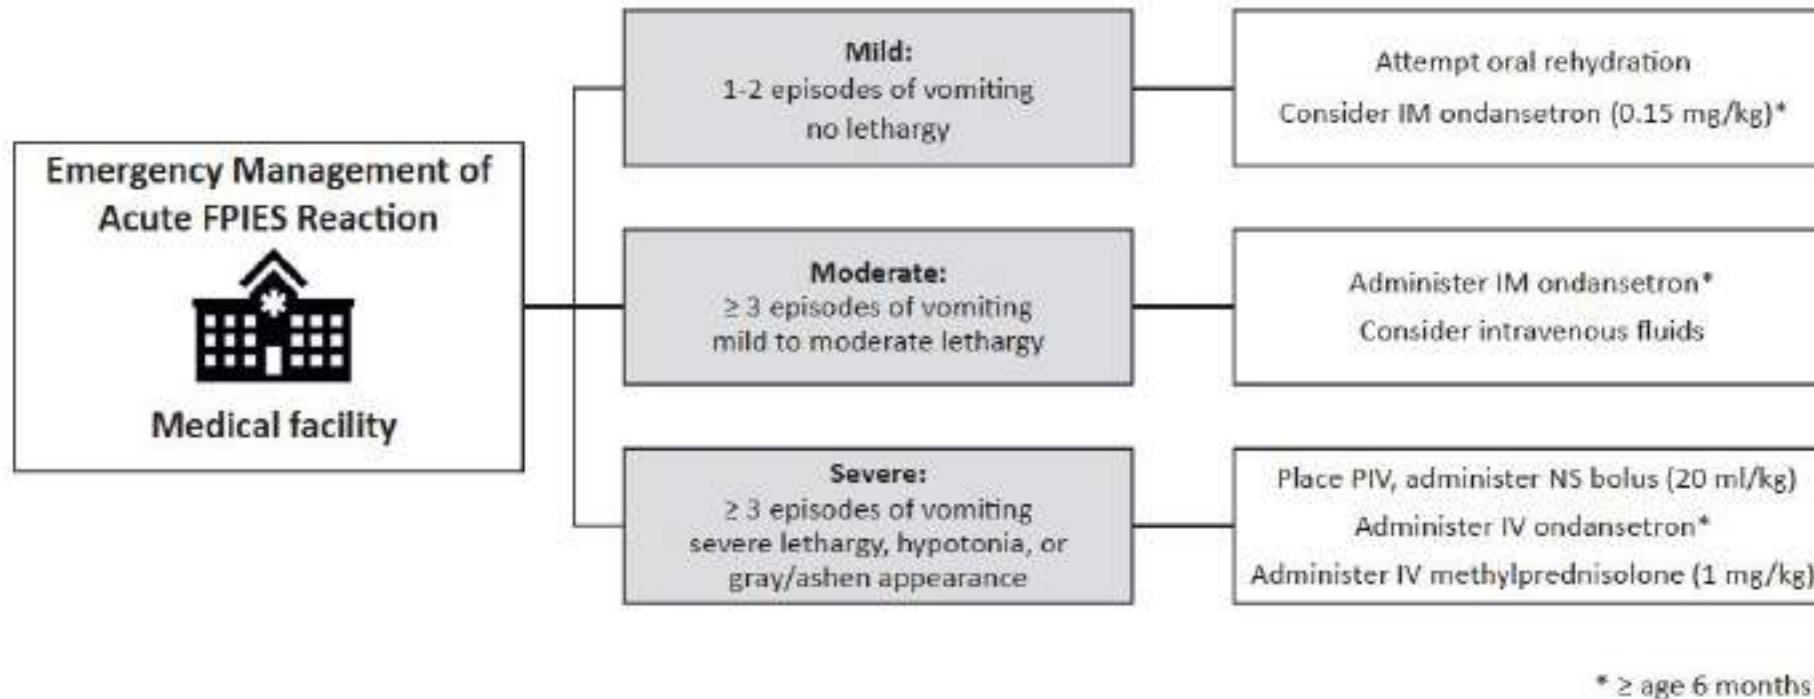 Emergency Management of
Acute FPIES Reaction
Medical facility
Mild:
1-2 episodes of vomiting
no lethargy
Attempt oral rehydration
Consider IM ondansetron (0.15 mg/kg)*
Moderate:
≥ 3 episodes of vomiting
mild to moderate lethargy
Administer IM ondansetron*
Consider intravenous fluids
Severe:
≥ 3 episodes of vomiting
severe lethargy, hypotonia, or
gray/ashen appearance
Place PIV, administer NS bolus (20 ml/kg)
Administer IV ondansetron*
Administer IV methylprednisolone (1 mg/kg)
* ≥ age 6 months